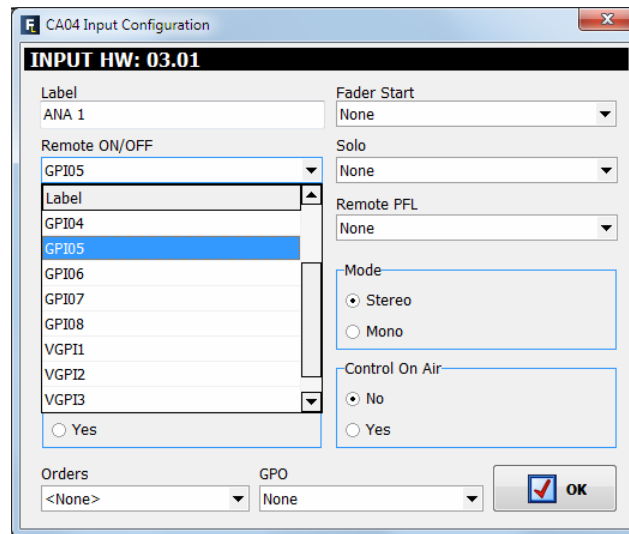 CA04 Input Configuration
INPUT HW: 03.01
Label
ANA 1
Fader Start
None
Remote ON/OFF
GPI05
Solo
None
Label
GPI04
GPI05
GPI06
GPI07
GPI08
VGPI1
VGPI2
VGPI3
Yes
Remote PFL
None
Mode
Stereo
Mono
Control On Air
No
Yes
Orders
<None>
GPO
None
OK